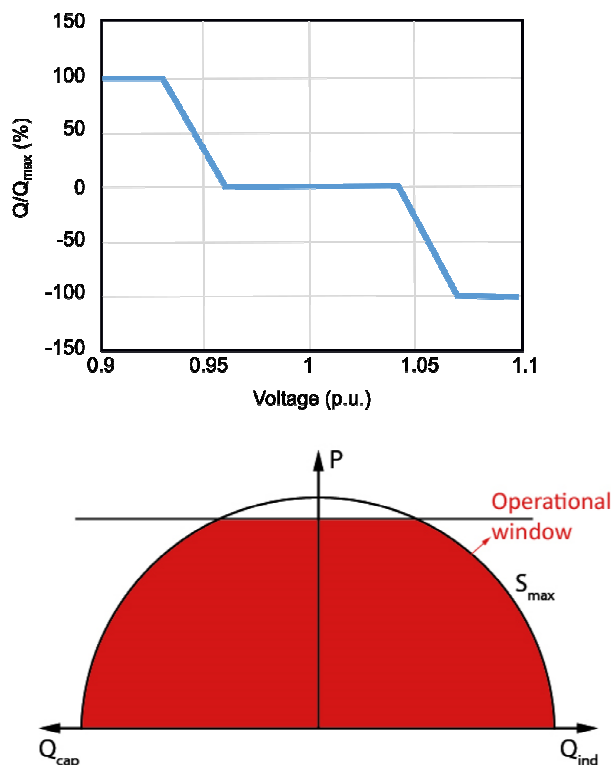 150
100
50
0
-50
-100
-150
Q/Qmax (%)
0.9 0.95 1 1.05 1.1
Voltage (p.u.)
P
Operational
window
Smax
Qcap
Qind